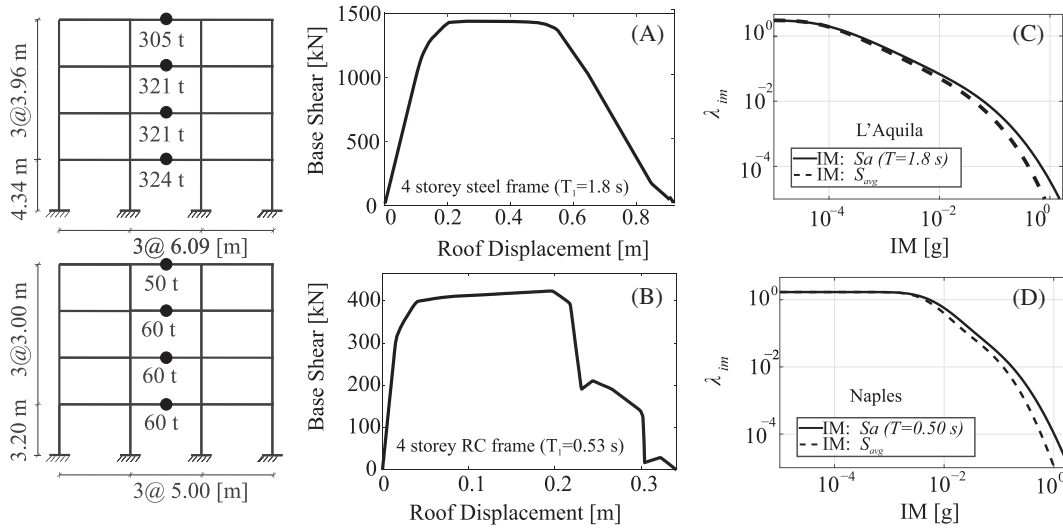 305 t
321 t
321 t
324 t
3@3.96 m
4.34 m
3@ 6.09 [m]
50 t
60 t
60 t
60 t
3@3.00 m
3.20 m
3@ 5.00 [m]
(A)
Base Shear [kN]
1500
1000
500
0
4 storey steel frame (T1=1.8 s)
0 0.2 0.4 0.6 0.8
Roof Displacement [m]
(B)
Base Shear [kN]
400
300
200
100
0
4 storey RC frame (T1=0.53 s)
0 0.1 0.2 0.3
Roof Displacement [m]
(C)
λim
10^0
10^-2
10^-4
L'Aquila
IM: Sa (T=1.8 s)
IM: Savg
10^-4 10^-2 10^0
IM [g]
(D)
λim
10^0
10^-2
10^-4
Naples
IM: Sa (T=0.50 s)
IM: Savg
10^-4 10^-2 10^0
IM [g]